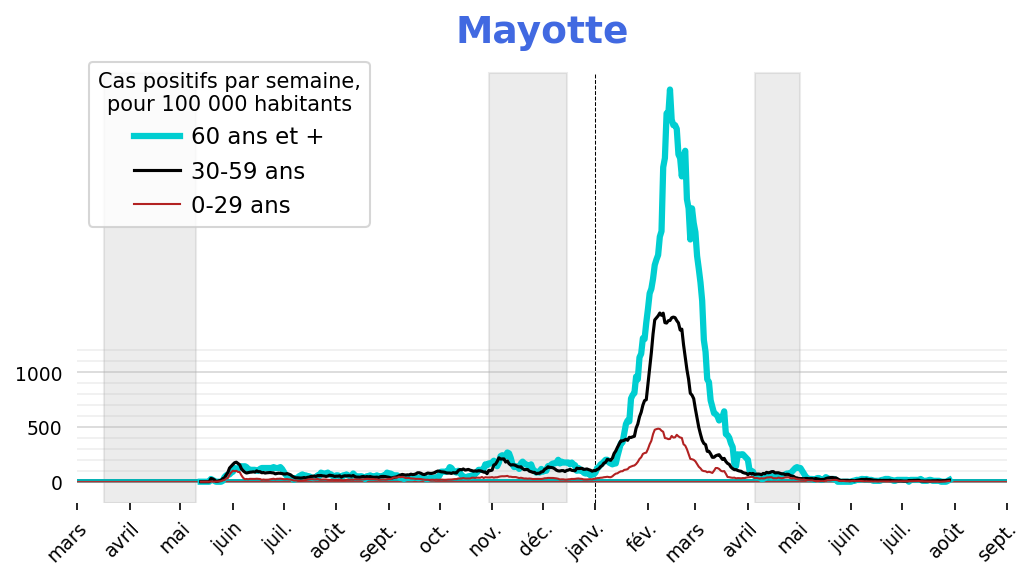 Mayotte
Cas positifs par semaine,
pour 100 000 habitants
60 ans et +
30-59 ans
0-29 ans
1000
500
0
mars
avril
mai
juin
juil.
août
sept.
oct.
nov.
déc.
janv.
fév.
mars
avril
mai
juin
juil.
août
sept.